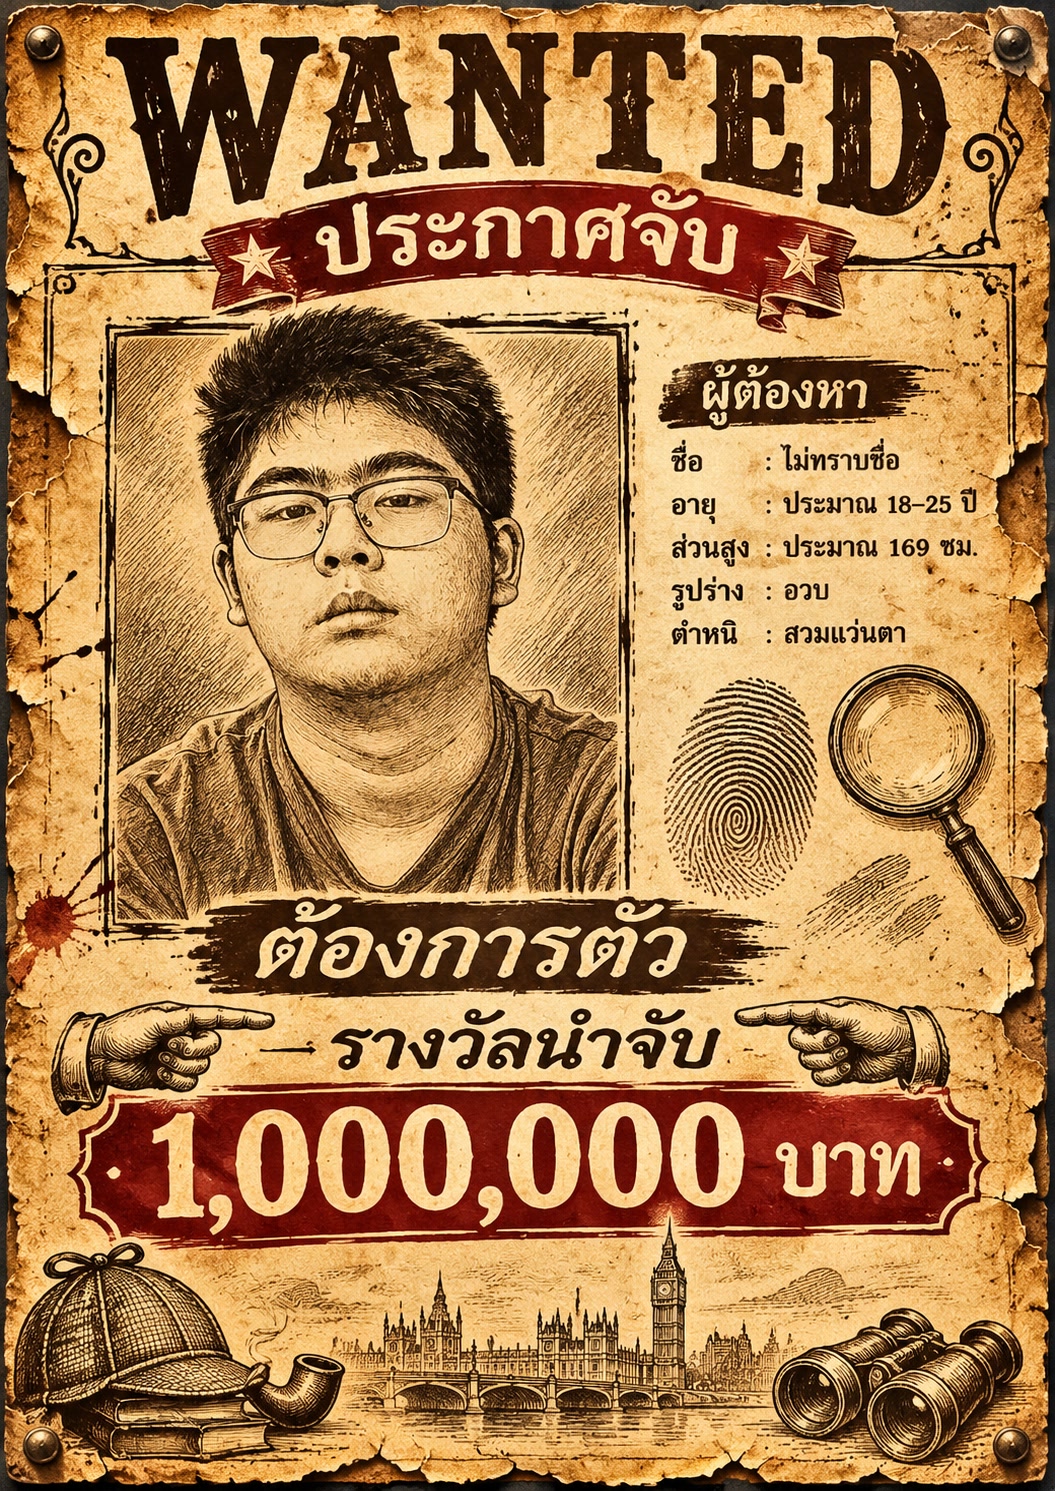 WANTED
ประกาศจับ
ผู้ต้องหา
ชื่อ : ไม่ทราบชื่อ
อายุ : ประมาณ 18–25 ปี
ส่วนสูง : ประมาณ 169 ซม.
รูปร่าง : อวบ
ตำหนิ : สวมแว่นตา
ต้องการตัว
รางวัลนำจับ
1,000,000 บาท